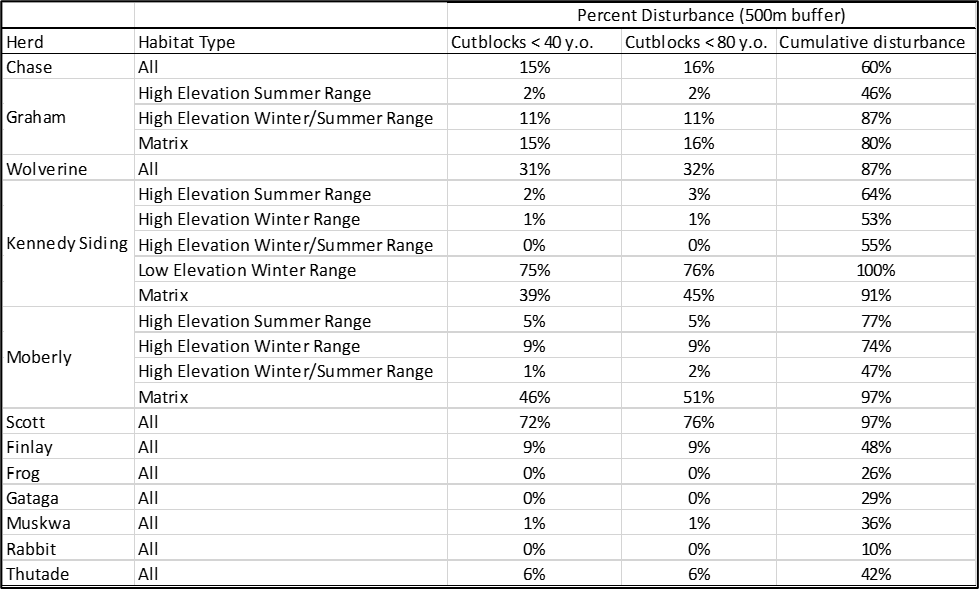 Percent Disturbance (500m buffer)
Herd Habitat Type Cutblocks < 40 y.o. Cutblocks < 80 y.o. Cumulative disturbance
Chase All 15% 16% 60%
Graham High Elevation Summer Range 2% 2% 46%
High Elevation Winter/Summer Range 11% 11% 87%
Matrix 15% 16% 80%
Wolverine All 31% 32% 87%
Kennedy Siding High Elevation Summer Range 2% 3% 64%
High Elevation Winter Range 1% 1% 53%
High Elevation Winter/Summer Range 0% 0% 55%
Low Elevation Winter Range 75% 76% 100%
Matrix 39% 45% 91%
Moberly High Elevation Summer Range 5% 5% 77%
High Elevation Winter Range 9% 9% 74%
High Elevation Winter/Summer Range 1% 2% 47%
Matrix 46% 51% 97%
Scott All 72% 76% 97%
Finlay All 9% 9% 48%
Frog All 0% 0% 26%
Gataga All 0% 0% 29%
Muskwa All 1% 1% 36%
Rabbit All 0% 0% 10%
Thutade All 6% 6% 42%